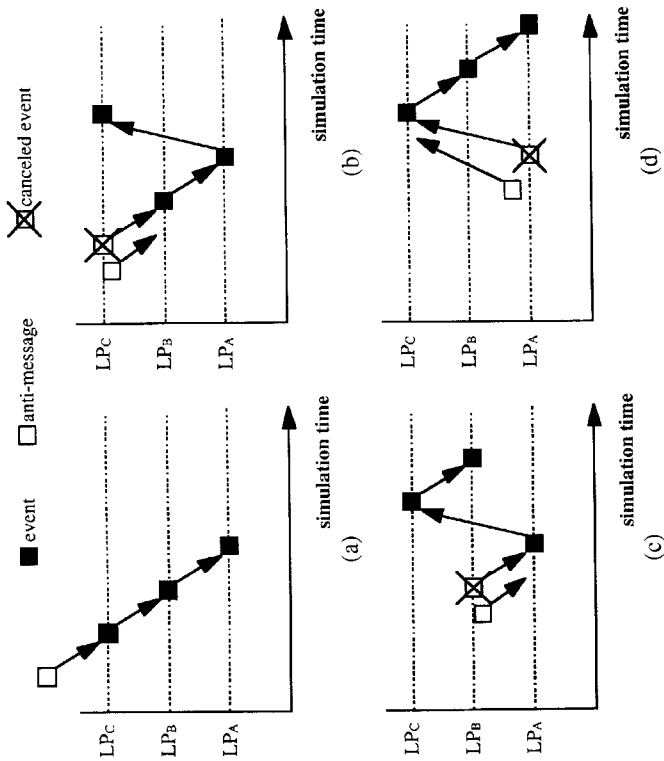 event anti-message canceled event
LPC
LPB
LPA
simulation time
(a)
LPC
LPB
LPA
simulation time
(b)
LPC
LPB
LPA
simulation time
(c)
LPC
LPB
LPA
simulation time
(d)